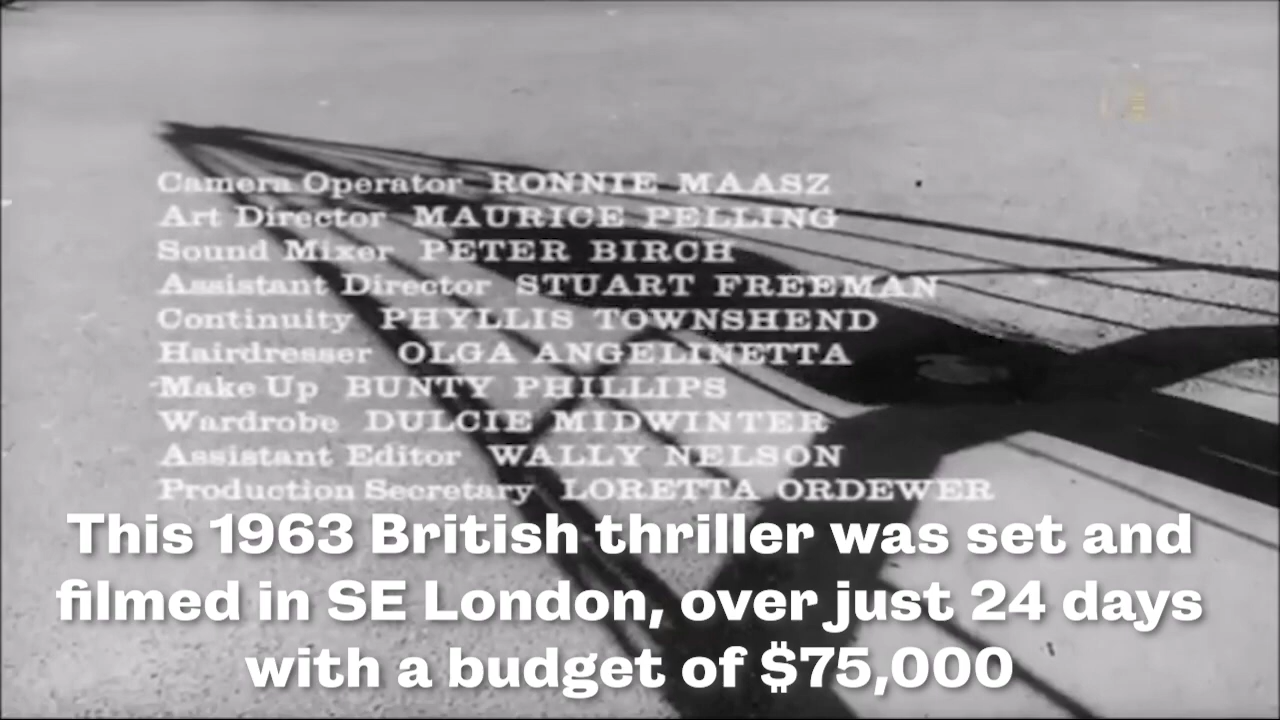 Camera Operator RONNIE MAASZ
Art Director MAURICE PELLING
Sound Mixer PETER BIRCH
Assistant Director STUART FREEMAN
Continuity PHYLLIS TOWNSHEND
Hairdresser OLGA ANGELINETTA
Make Up BUNTY PHILLIPS
Wardrobe DULCIE MIDWINTER
Assistant Editor WALLY NELSON
Production Secretary LORETTA ORDEWER
This 1963 British thriller was set and
filmed in SE London, over just 24 days
with a budget of $75,000